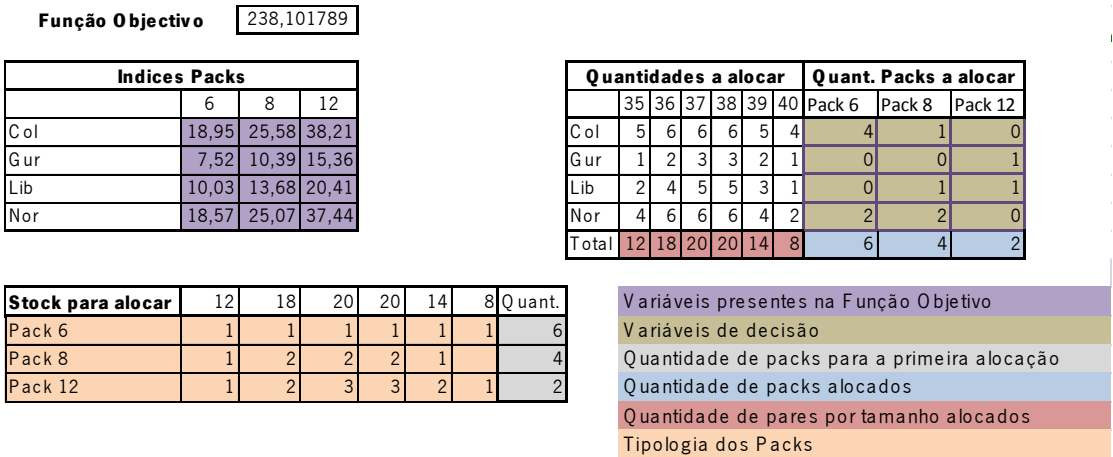 Função Objectivo 238,101789
Indices Packs
6 8 12
Col 18,95 25,58 38,21
Gur 7,52 10,39 15,36
Lib 10,03 13,68 20,41
Nor 18,57 25,07 37,44
Quantidades a alocar Quant. Packs a alocar
35 36 37 38 39 40 Pack 6 Pack 8 Pack 12
Col 5 6 6 6 5 4 4 1 0
Gur 1 2 3 3 2 1 0 0 1
Lib 2 4 5 5 3 1 0 1 1
Nor 4 6 6 6 4 2 2 2 0
Total 12 18 20 20 14 8 6 4 2
Stock para alocar 12 18 20 20 14 8 Quant.
Pack 6 1 1 1 1 1 1 6
Pack 8 1 2 2 2 1 4
Pack 12 1 2 3 3 2 1 2
Variáveis presentes na Função Objetivo
Variáveis de decisão
Quantidade de packs para a primeira alocação
Quantidade de packs alocados
Quantidade de pares por tamanho alocados
Tipologia dos Packs